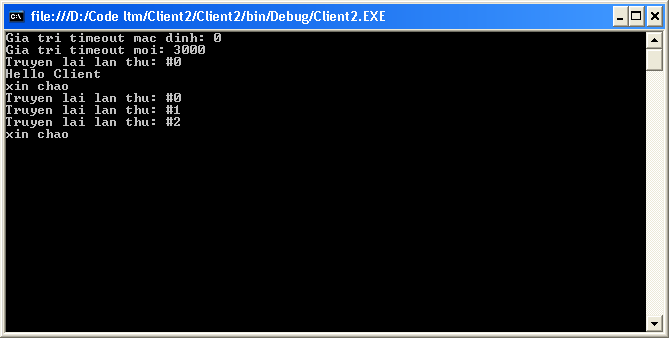 file:///D:/Code ltm/Client2/Client2/bin/Debug/Client2.EXE
Gia tri timeout mac dinh: 0
Gia tri timeout moi: 3000
Truyen lai lan thu: #0
Hello Client
xin chao
Truyen lai lan thu: #0
Truyen lai lan thu: #1
Truyen lai lan thu: #2
xin chao